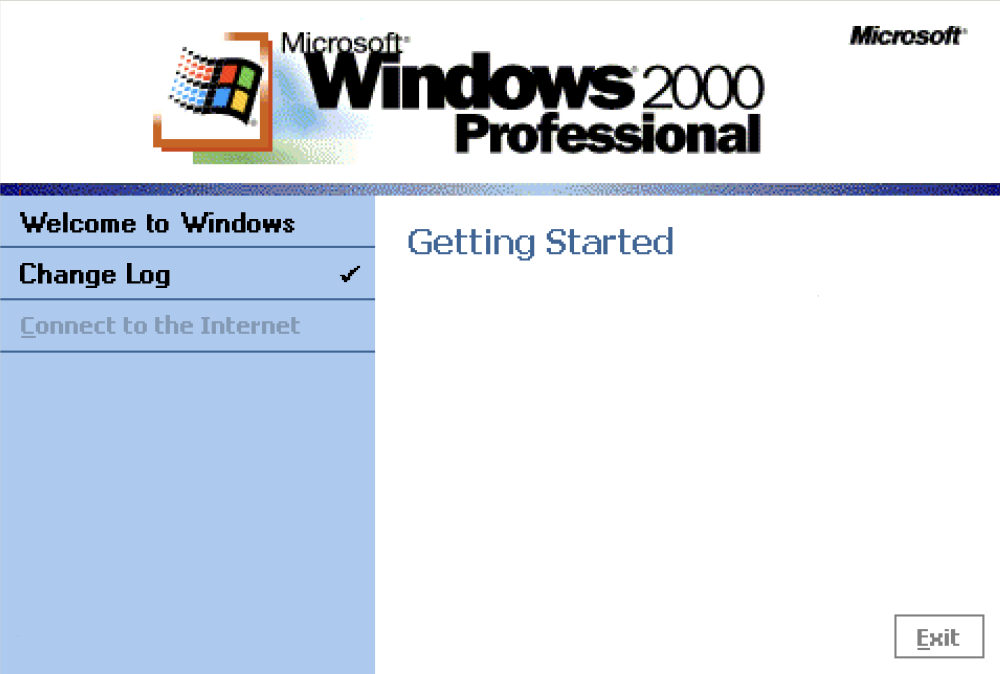 Microsoft
Microsoft
Windows 2000
Professional
Welcome to Windows
Getting Started
Change Log
Connect to the Internet
Exit